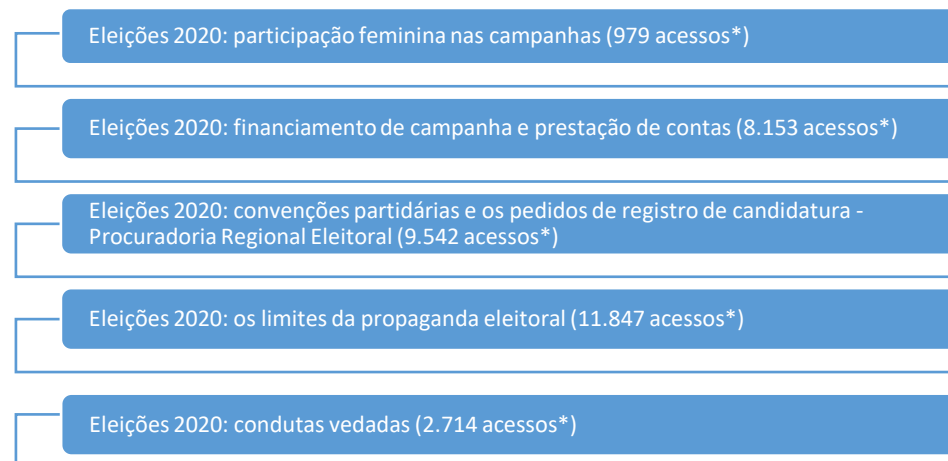 Eleições 2020: participação feminina nas campanhas (979 acessos*)
Eleições 2020: financiamento de campanha e prestação de contas (8.153 acessos*)
Eleições 2020: convenções partidárias e os pedidos de registro de candidatura -
Procuradoria Regional Eleitoral (9.542 acessos*)
Eleições 2020: os limites da propaganda eleitoral (11.847 acessos*)
Eleições 2020: condutas vedadas (2.714 acessos*)